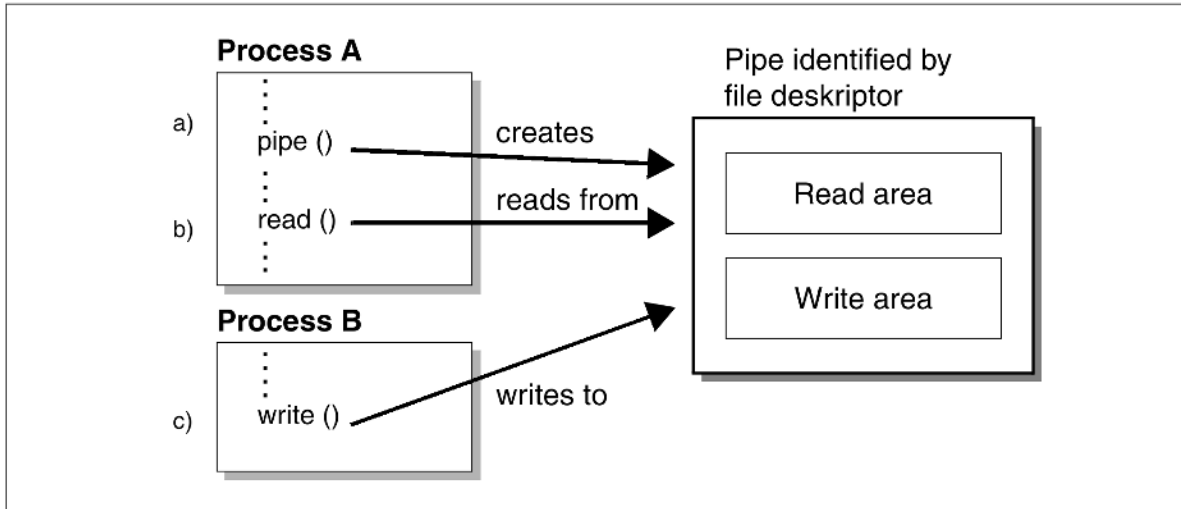 Process A
a)
pipe ()
creates
b)
read ()
reads from
Process B
c)
write ()
writes to
Pipe identified by
file deskriptor
Read area
Write area